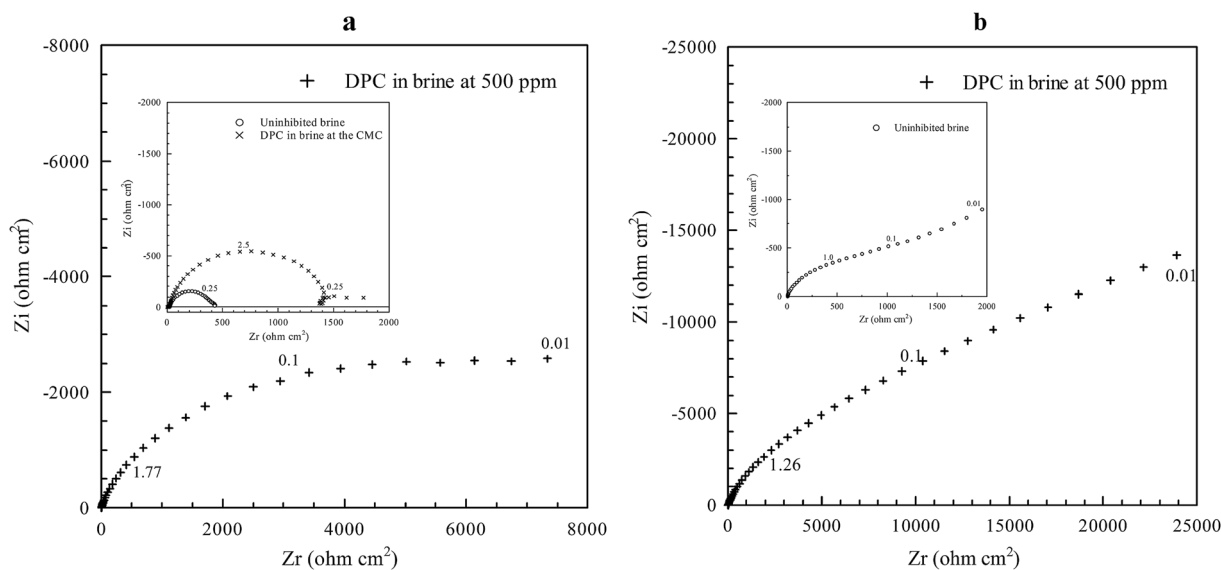 a
-8000
-6000
-4000
-2000
0
0 2000 4000 6000 8000
Zi (ohm cm²)
Zr (ohm cm²)
+ DPC in brine at 500 ppm
0.1
0.01
1.77
-2000
-1500
-1000
-500
0
0 500 1000 1500 2000
Zi (ohm cm²)
Zr (ohm cm²)
Uninhibited brine
DPC in brine at the CMC
2.5
0.25
0.25
b
-25000
-20000
-15000
-10000
-5000
0
0 5000 10000 15000 20000 25000
Zi (ohm cm²)
Zr (ohm cm²)
+ DPC in brine at 500 ppm
0.01
0.1
1.26
-2000
-1500
-1000
-500
0
0 500 1000 1500 2000
Zi (ohm cm²)
Zr (ohm cm²)
Uninhibited brine
0.01
0.1
1.0